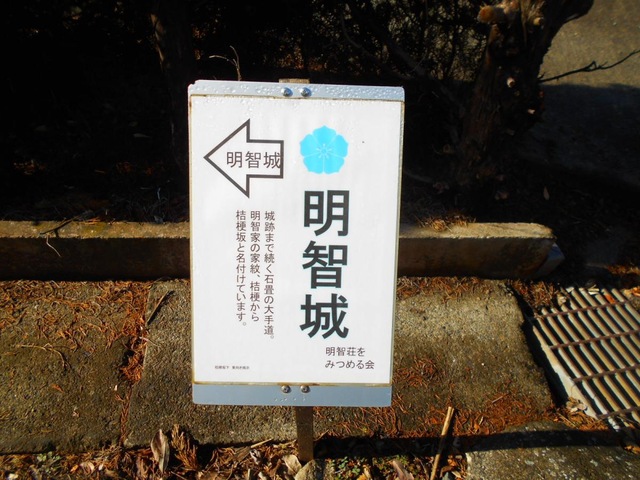 明智城
明智城
城跡まで続く石畳の大手道。
明智家の家紋、桔梗から
桔梗坂と名付けています。
明智荘を
みつめる会